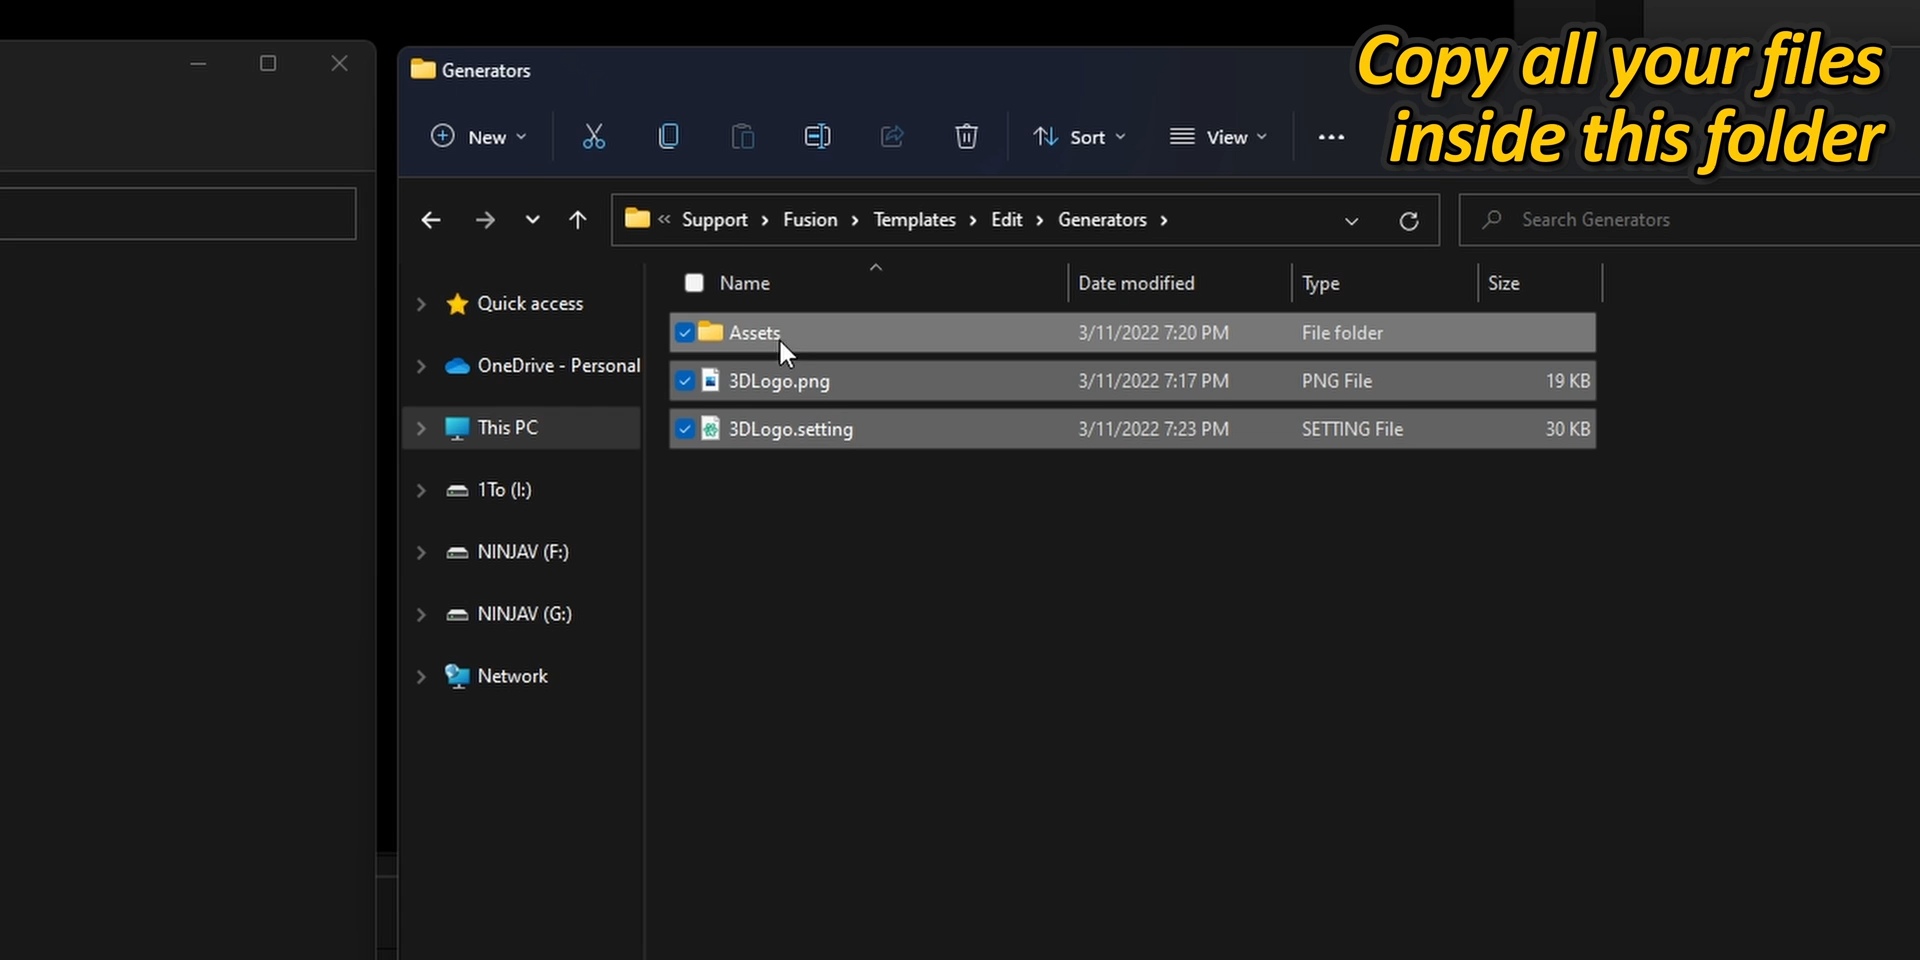 Copy all your files
inside this folder
Generators
New
Sort
View
Support
Fusion
Templates
Edit
Generators
Search Generators
Name
Date modified
Type
Size
Quick access
OneDrive - Personal
This PC
1To (I:)
NINJAV (F:)
NINJAV (G:)
Network
Assets 3/11/2022 7:20 PM File folder
3DLogo.png 3/11/2022 7:17 PM PNG File 19 KB
3DLogo.setting 3/11/2022 7:23 PM SETTING File 30 KB